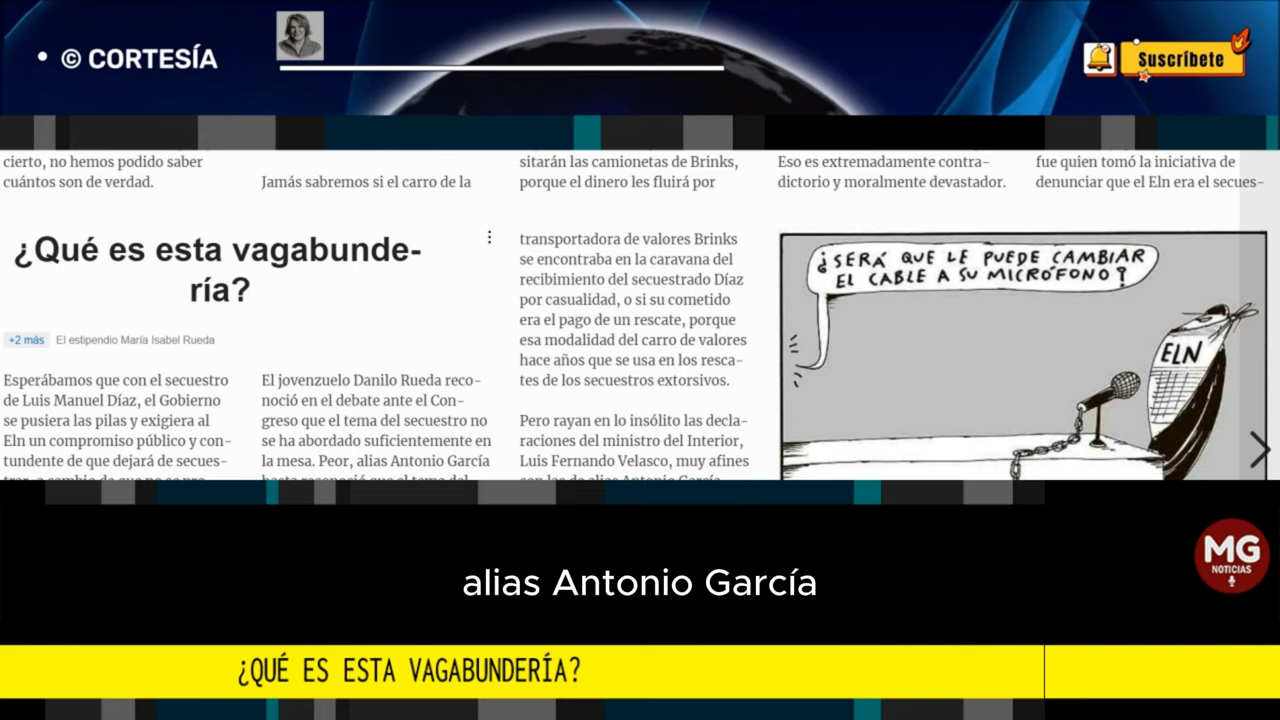 • © CORTESÍA
Suscríbete
cierto, no hemos podido saber
cuántos son de verdad.
Jamás sabremos si el carro de la
sitarán las camionetas de Brinks,
porque el dinero les fluirá por
Eso es extremadamente contra-
dictorio y moralmente devastador.
fue quien tomó la iniciativa de
denunciar que el Eln era el secues-
¿Qué es esta vagabunde-
ría?
+2 más El estipendio María Isabel Rueda
Esperábamos que con el secuestro
de Luis Manuel Díaz, el Gobierno
se pusiera las pilas y exigiera al
Eln un compromiso público y con-
tundente de que dejará de secues-
El jovenzuelo Danilo Rueda reco-
noció en el debate ante el Con-
greso que el tema del secuestro no
se ha abordado suficientemente en
la mesa. Peor, alias Antonio García
transportadora de valores Brinks
se encontraba en la caravana del
recibimiento del secuestrado Díaz
por casualidad, o si su cometido
era el pago de un rescate, porque
esa modalidad del carro de valores
hace años que se usa en los resca-
tes de los secuestros extorsivos.
Pero rayan en lo insólito las decla-
raciones del ministro del Interior,
Luis Fernando Velasco, muy afines
¿SERÁ QUE LE PUEDE CAMBIAR
EL CABLE A SU MICRÓFONO?
ELN
alias Antonio García
MG
NOTICIAS
¿QUÉ ES ESTA VAGABUNDERÍA?